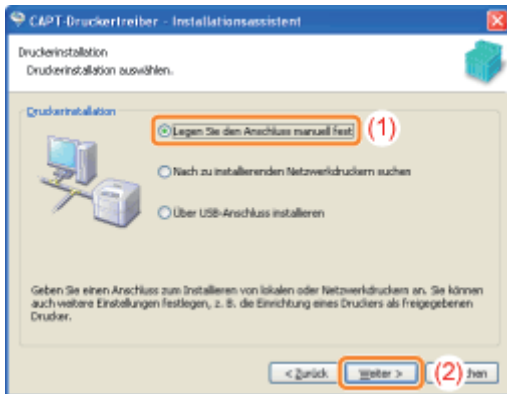 CAPT-Druckertreiber - Installationsassistent
Druckerinstallation
Druckerinstallation auswählen.
Druckerinstallation
Legen Sie den Anschluss manuell fest (1)
Nach zu installierenden Netzwerkdruckern suchen
Über USB-Anschluss installieren
Geben Sie einen Anschluss zum Installieren von lokalen oder Netzwerkdruckern an. Sie können
auch weitere Einstellungen festlegen, z. B. die Einrichtung eines Druckers als freigegebenen
Drucker.
< Zurück Weiter > (2) hen